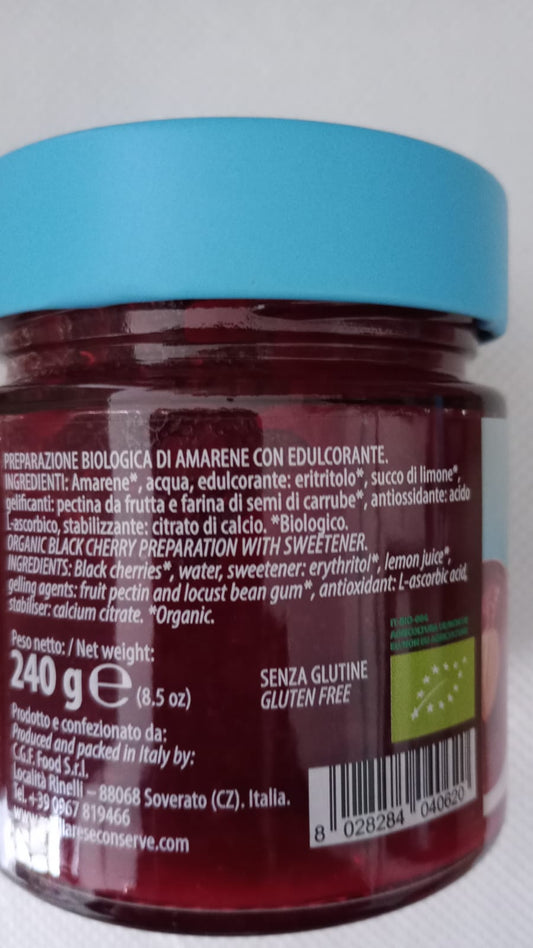 PREPARAZIONE BIOLOGICA DI AMARENE CON EDULCORANTE.
INGREDIENTI: Amarene*, acqua, edulcorante: eritritolo*, succo di limone*,
gelificanti: pectina da frutta e farina di semi di carrube*, antiossidante: acido
L-ascorbico, stabilizzante: citrato di calcio. *Biologico.
ORGANIC BLACK CHERRY PREPARATION WITH SWEETENER.
INGREDIENTS: Black cherries*, water, sweetener: erythritol*, lemon juice*,
gelling agents: fruit pectin and locust bean gum*, antioxidant: L-ascorbic acid,
stabiliser: calcium citrate. *Organic.
Peso netto: / Net weight:
240 g e (8.5 oz)
SENZA GLUTINE
GLUTEN FREE
Prodotto e confezionato da:
Produced and packed in Italy by:
C.G.F. Food S.r.l.
Località Rinelli – 88068 Soverato (CZ). Italia.
Tel. +39 0967 819466
8 028284 040620